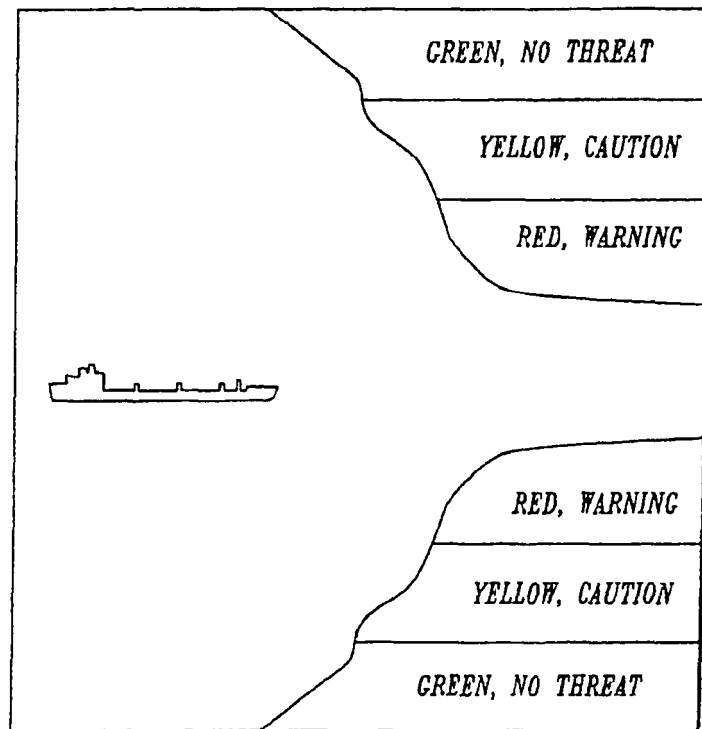 GREEN, NO THREAT
YELLOW, CAUTION
RED, WARNING
RED, WARNING
YELLOW, CAUTION
GREEN, NO THREAT